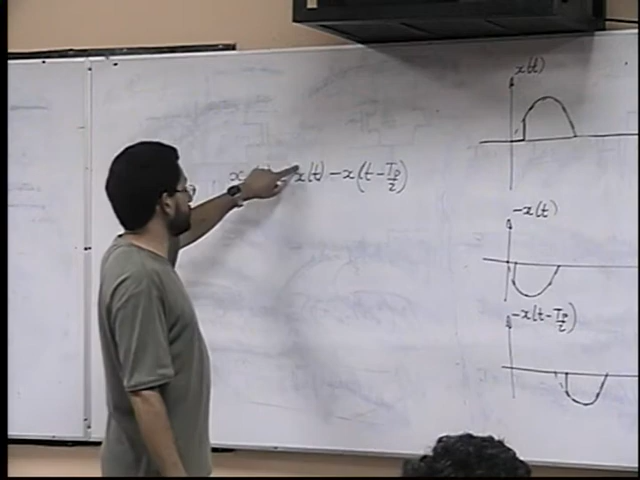 x(t) - x(t - Tp/2)
x(t)
-x(t)
-x(t - Tp/2)